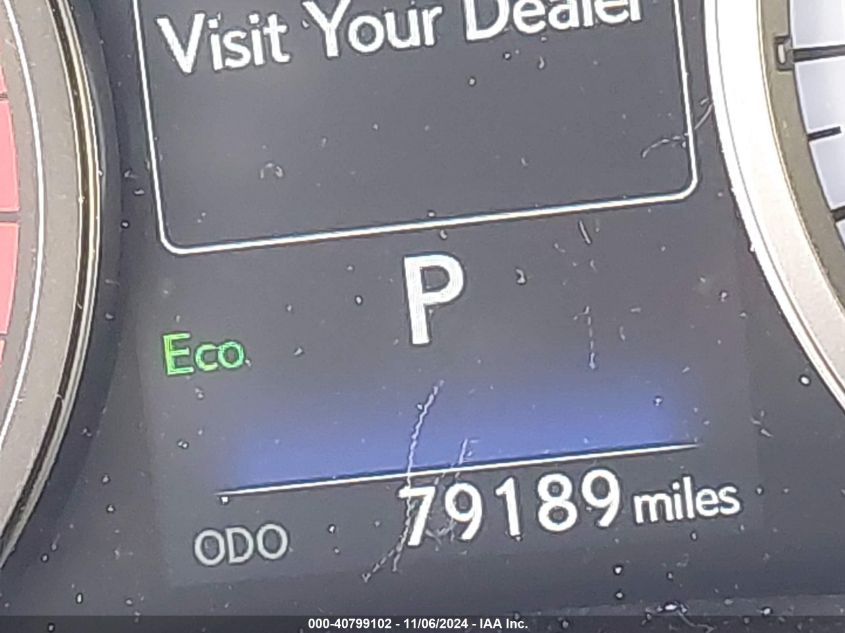 Visit Your Dealer
P
Eco
ODO 79189 miles
000-40799102 - 11/06/2024 - IAA Inc.